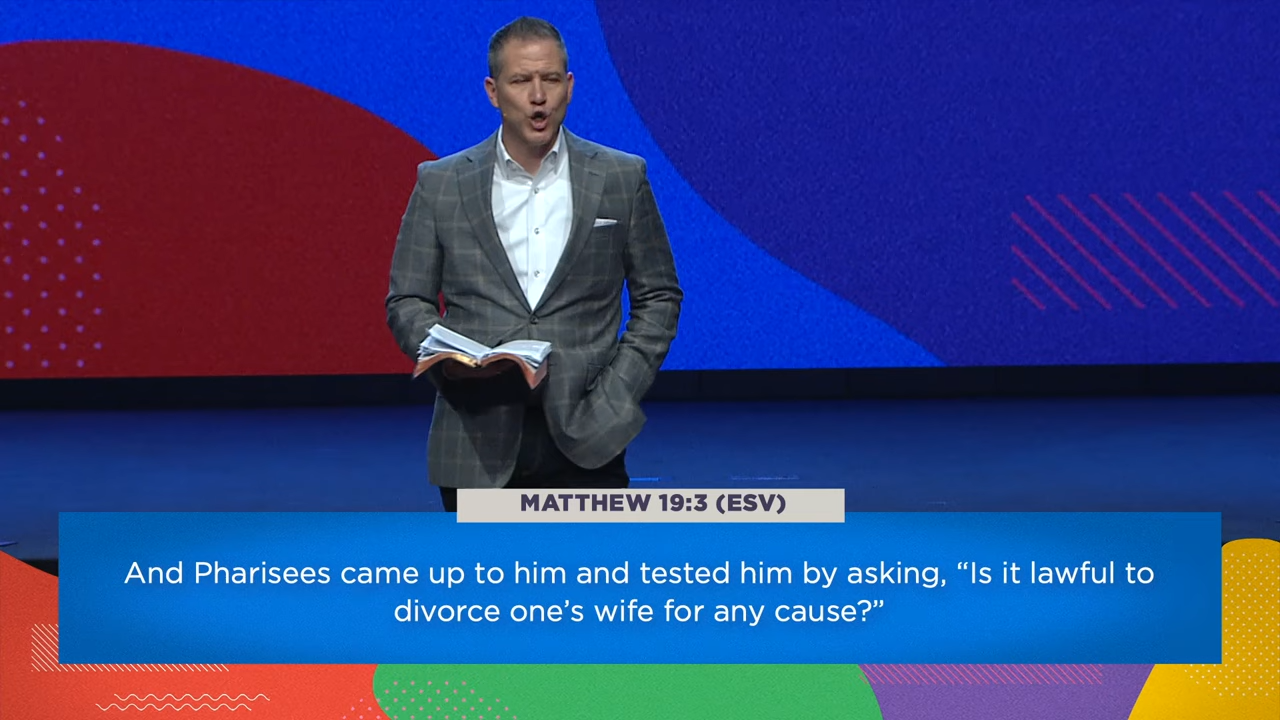 MATTHEW 19:3 (ESV)
And Pharisees came up to him and tested him by asking, “Is it lawful to
divorce one’s wife for any cause?”